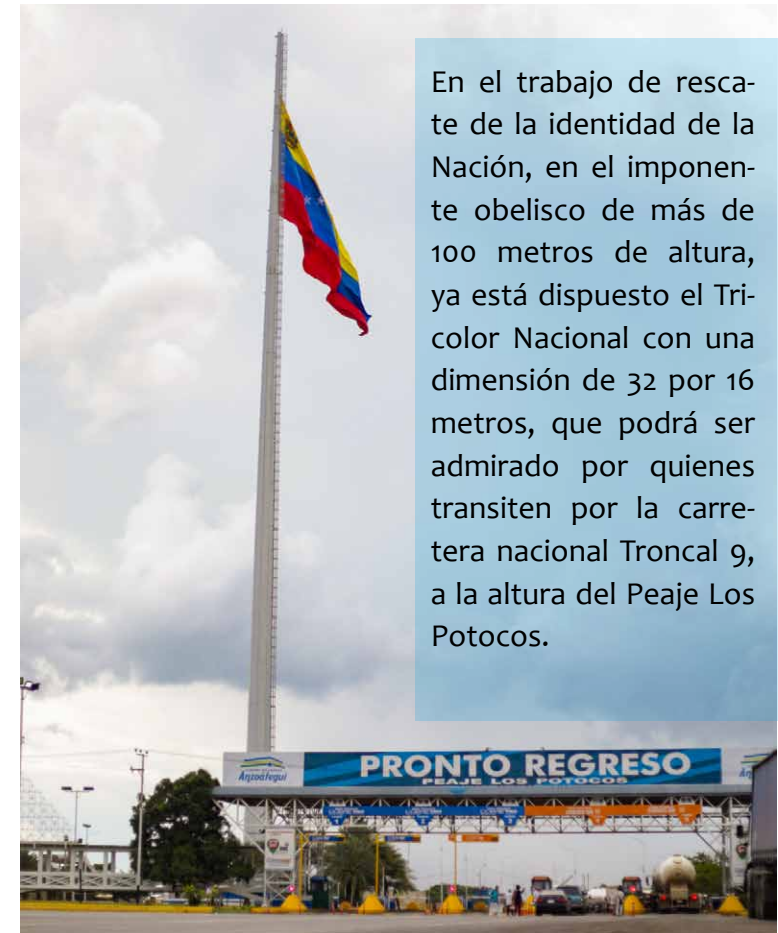 En el trabajo de resca-
te de la identidad de la
Nación, en el imponen-
te obelisco de más de
100 metros de altura,
ya está dispuesto el Tri-
color Nacional con una
dimensión de 32 por 16
metros, que podrá ser
admirado por quienes
transiten por la carre-
tera nacional Troncal 9,
a la altura del Peaje Los
Potocos.
Anzoátegui
PRONTO REGRESO
PEAJE LOS POTOCOS